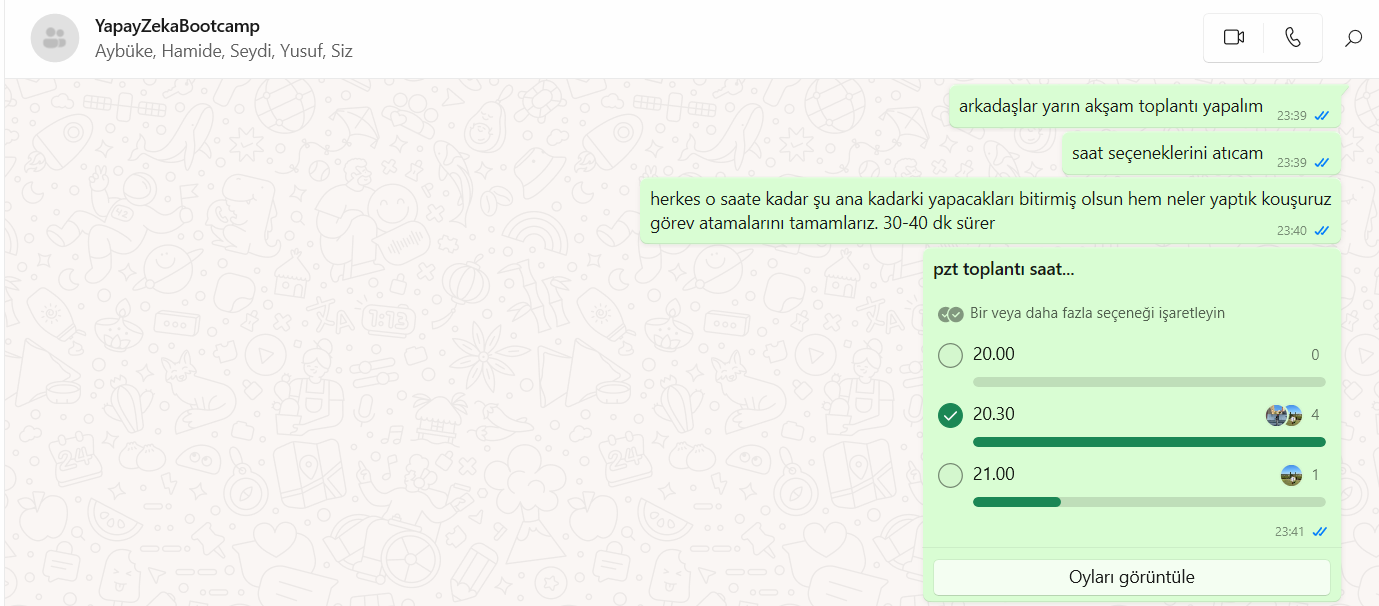 YapayZekaBootcamp
Aybüke, Hamide, Seydi, Yusuf, Siz
arkadaşlar yarın akşam toplantı yapalım 23:39
saat seçeneklerini atıcam 23:39
herkes o saate kadar şu ana kadarki yapacakları bitirmiş olsun hem neler yaptık kouşuruz
görev atamalarını tamamlarız. 30-40 dk sürer 23:40
pzt toplantı saat...
Bir veya daha fazla seçeneği işaretleyin
20.00 0
20.30 4
21.00 1
23:41
Oyları görüntüle